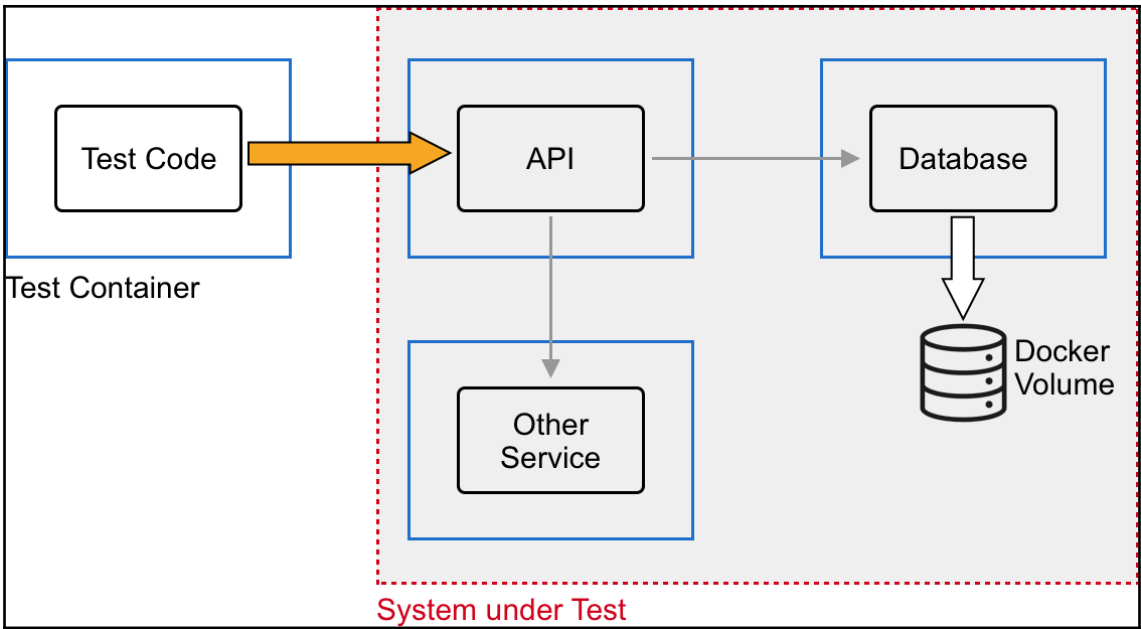 Test Code
API
Database
Test Container
Docker
Volume
Other
Service
System under Test